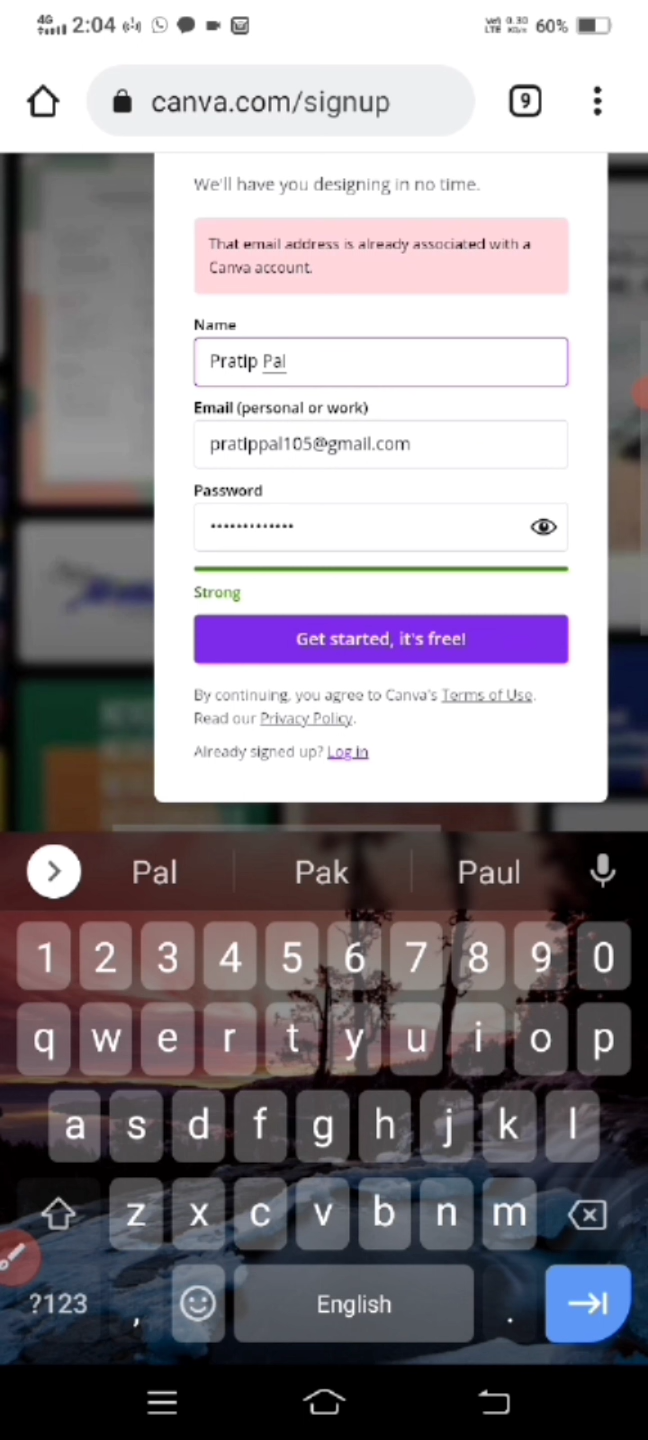 4G 2:04 60%
canva.com/signup 9
We'll have you designing in no time.
That email address is already associated with a
Canva account.
Name
Pratip Pal
Email (personal or work)
pratippal105@gmail.com
Password
•••••••••••••
Strong
Get started, it's free!
By continuing, you agree to Canva's Terms of Use.
Read our Privacy Policy.
Already signed up? Log in
Pal Pak Paul
1 2 3 4 5 6 7 8 9 0
q w e r t y u i o p
a s d f g h j k l
z x c v b n m
?123 , English .